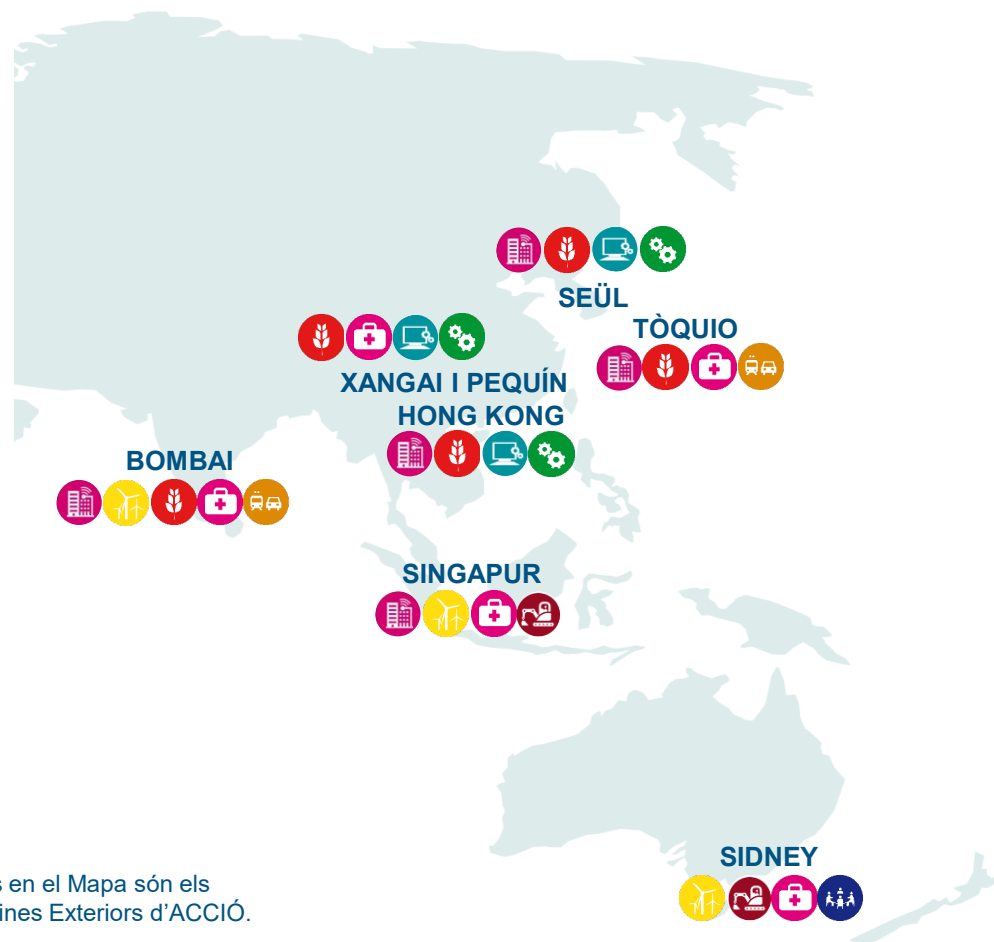 SEÜL
TÒQUIO
XANGAI I PEQUÍN
HONG KONG
BOMBAI
SINGAPUR
SIDNEY
en el Mapa són els
Exteriors d'ACCIÓ.